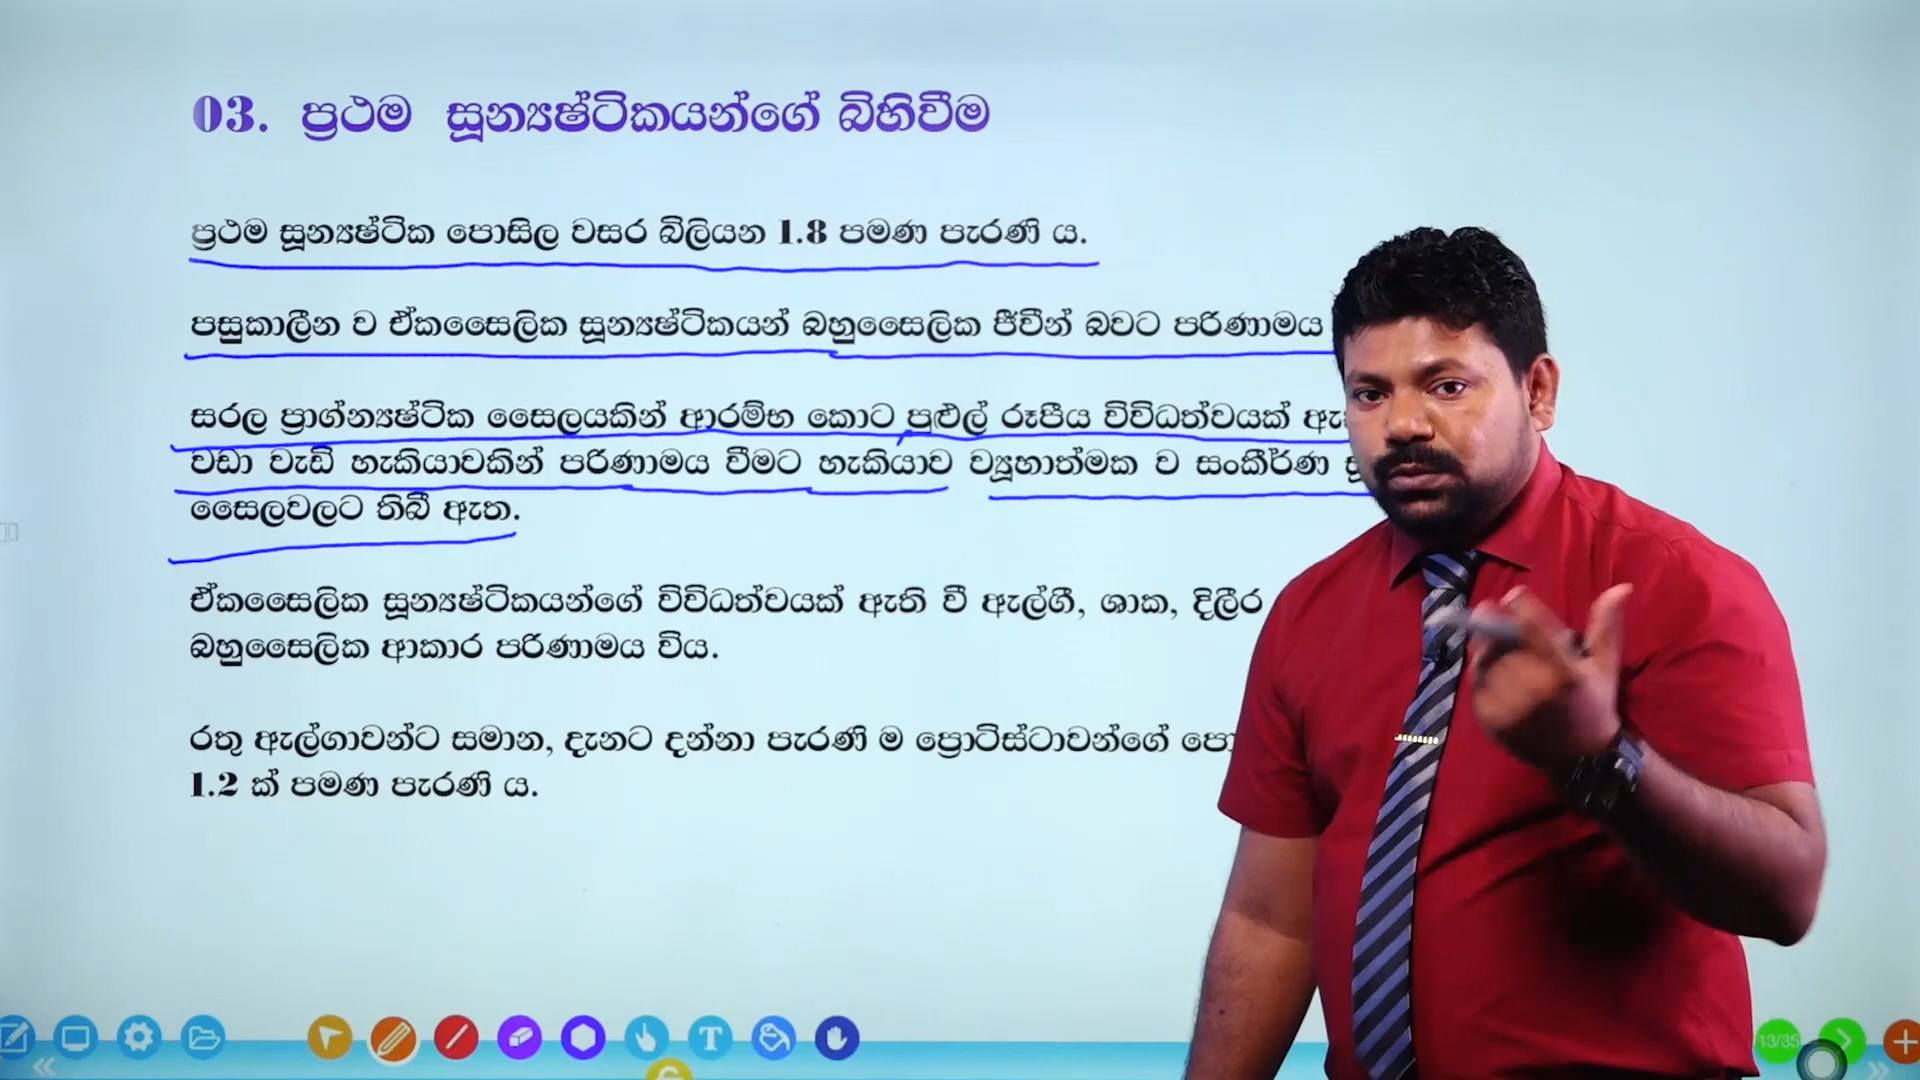 03. ප්‍රථම සූන්‍යෂ්ටිකයන්ගේ බිහිවීම
ප්‍රථම සූන්‍යෂ්ටික පොසිල වසර බිලියන 1.8 පමණ පැරණි ය.
පසුකාලීන ව ඒකසෛලික සූන්‍යෂ්ටිකයන් බහුසෛලික ජීවීන් බවට පරිණාමය
සරල ප්‍රාග්න්‍යෂ්ටික සෛලයකින් ආරම්භ කොට පුළුල් රූපීය විවිධත්වයක්
වඩා වැඩි හැකියාවකින් පරිණාමය වීමට හැකියාව ව්‍යූහාත්මක ව සංකීර්ණ
සෛලවලට තිබී ඇත.
ඒකසෛලික සූන්‍යෂ්ටිකයන්ගේ විවිධත්වයක් ඇති වී ඇල්ගී, ශාක, දිලීර
බහුසෛලික ආකාර පරිණාමය විය.
රතු ඇල්ගාවන්ට සමාන, දැනට දන්නා පැරණි ම ප්‍රොටිස්ටාවන්ගේ
1.2 ක් පමණ පැරණි ය.
13/35